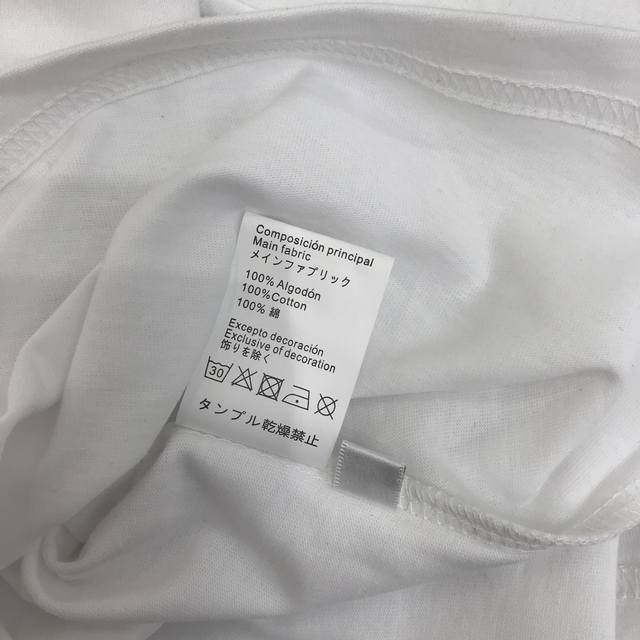 Composición principal
Main fabric
メインファブリック
100% Algodón
100%Cotton
100% 綿
Excepto decoración
Exclusive of decoration
飾りを除く
30
タンプル乾燥禁止